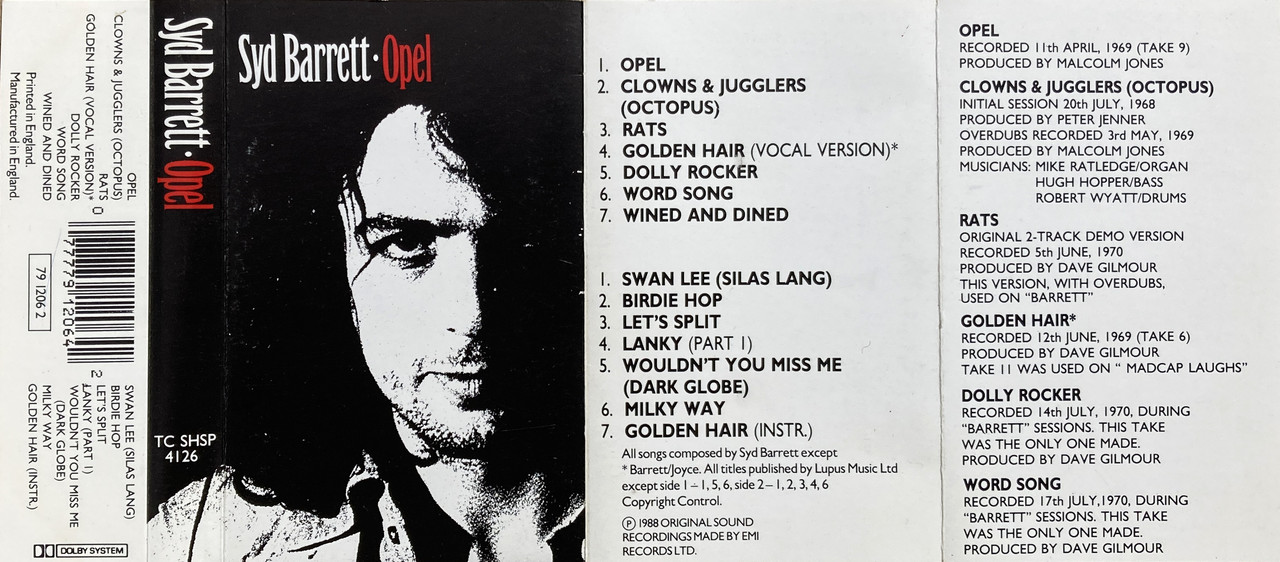 OPEL
CLOWNS & JUGGLERS (OCTOPUS)
RATS
GOLDEN HAIR (VOCAL VERSION)*
DOLLY ROCKER
WORD SONG
WINED AND DINED
Printed in England.
Manufactured in England.
0
77779 12064
2
79 1206 2
SWAN LEE (SILAS LANG)
BIRDIE HOP
LET'S SPLIT
LANKY (PART 1)
WOULDN'T YOU MISS ME
(DARK GLOBE)
MILKY WAY
GOLDEN HAIR (INSTR.)
DOLBY SYSTEM
Syd Barrett · Opel
TC SHSP
4126
Syd Barrett · Opel
1. OPEL
2. CLOWNS & JUGGLERS
(OCTOPUS)
3. RATS
4. GOLDEN HAIR (VOCAL VERSION)*
5. DOLLY ROCKER
6. WORD SONG
7. WINED AND DINED
1. SWAN LEE (SILAS LANG)
2. BIRDIE HOP
3. LET'S SPLIT
4. LANKY (PART 1)
5. WOULDN'T YOU MISS ME
(DARK GLOBE)
6. MILKY WAY
7. GOLDEN HAIR (INSTR.)
All songs composed by Syd Barrett except
* Barrett/Joyce. All titles published by Lupus Music Ltd
except side 1 – 1, 5, 6, side 2 – 1, 2, 3, 4, 6
Copyright Control.
Ⓟ 1988 ORIGINAL SOUND
RECORDINGS MADE BY EMI
RECORDS LTD.
OPEL
RECORDED 11th APRIL, 1969 (TAKE 9)
PRODUCED BY MALCOLM JONES
CLOWNS & JUGGLERS (OCTOPUS)
INITIAL SESSION 20th JULY, 1968
PRODUCED BY PETER JENNER
OVERDUBS RECORDED 3rd MAY, 1969
PRODUCED BY MALCOLM JONES
MUSICIANS: MIKE RATLEDGE/ORGAN
HUGH HOPPER/BASS
ROBERT WYATT/DRUMS
RATS
ORIGINAL 2-TRACK DEMO VERSION
RECORDED 5th JUNE, 1970
PRODUCED BY DAVE GILMOUR
THIS VERSION, WITH OVERDUBS,
USED ON "BARRETT"
GOLDEN HAIR*
RECORDED 12th JUNE, 1969 (TAKE 6)
PRODUCED BY DAVE GILMOUR
TAKE 11 WAS USED ON " MADCAP LAUGHS"
DOLLY ROCKER
RECORDED 14th JULY, 1970, DURING
"BARRETT" SESSIONS. THIS TAKE
WAS THE ONLY ONE MADE.
PRODUCED BY DAVE GILMOUR
WORD SONG
RECORDED 17th JULY,1970, DURING
"BARRETT" SESSIONS. THIS TAKE
WAS THE ONLY ONE MADE.
PRODUCED BY DAVE GILMOUR